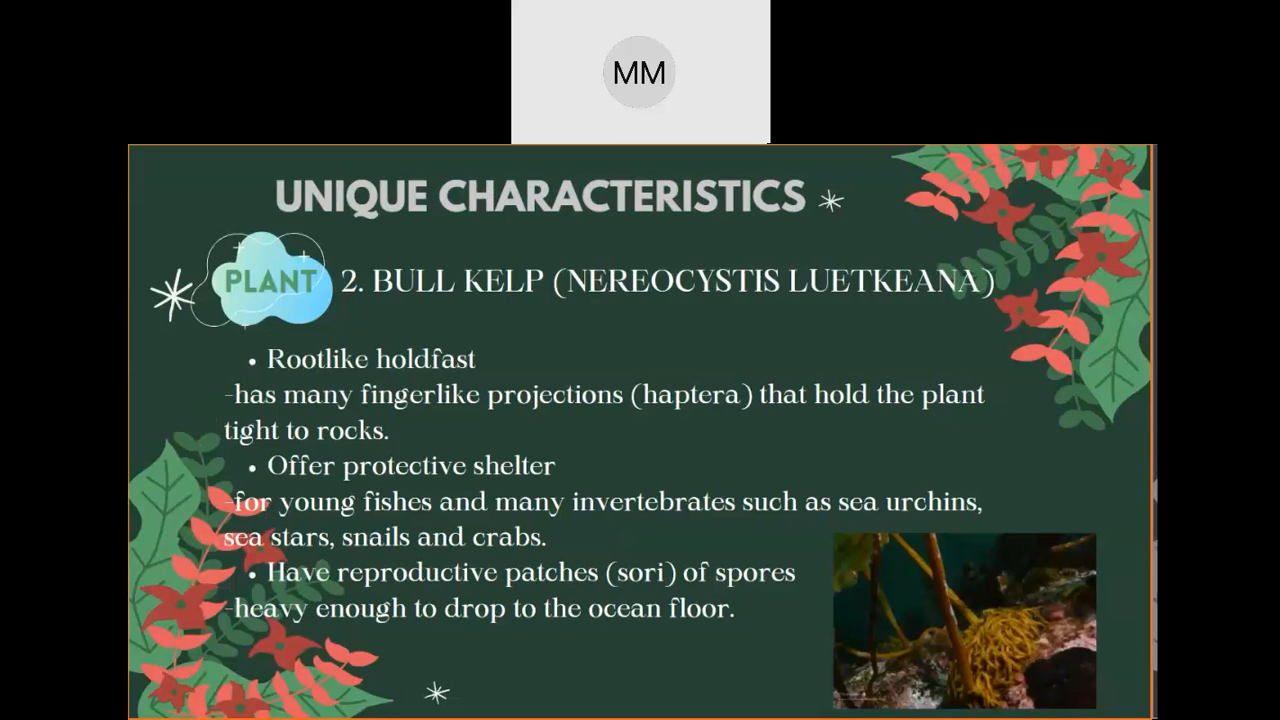 MM
UNIQUE CHARACTERISTICS
PLANT
2. BULL KELP (NEREOCYSTIS LUETKEANA)
• Rootlike holdfast
-has many fingerlike projections (haptera) that hold the plant
tight to rocks.
• Offer protective shelter
-for young fishes and many invertebrates such as sea urchins,
sea stars, snails and crabs.
• Have reproductive patches (sori) of spores
-heavy enough to drop to the ocean floor.